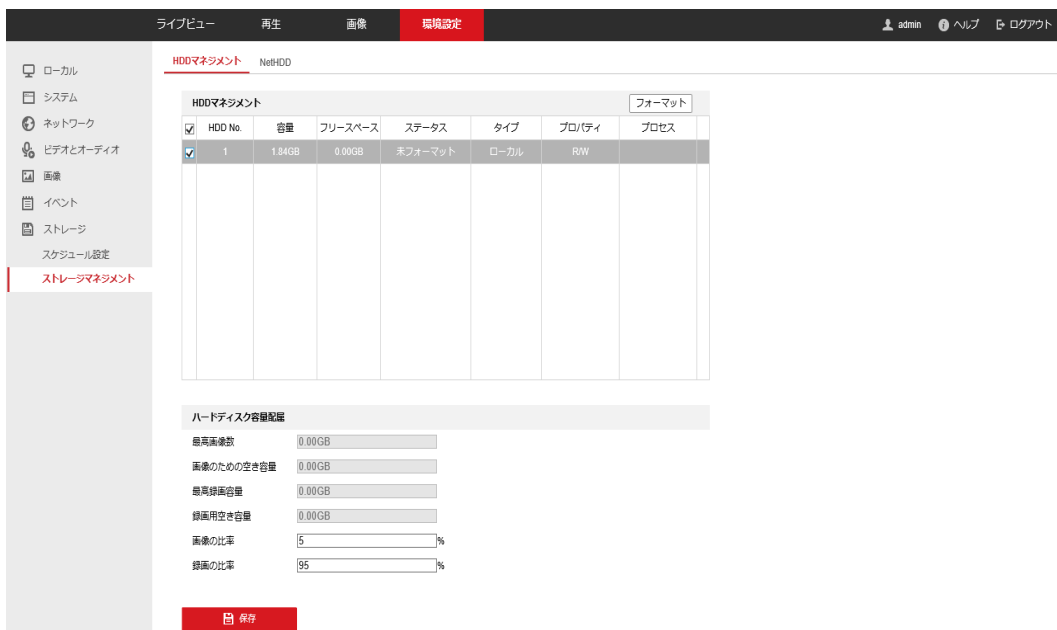 ライブビュー 再生 画像 環境設定 admin ヘルプ ログアウト
ローカル
システム
ネットワーク
ビデオとオーディオ
画像
イベント
ストレージ
スケジュール設定
ストレージマネジメント
HDDマネジメント NetHDD
HDDマネジメント フォーマット
HDD No. 容量 フリースペース ステータス タイプ プロパティ プロセス
1 1.84GB 0.00GB 未フォーマット ローカル R/W
ハードディスク容量配属
最高画像数 0.00GB
画像のための空き容量 0.00GB
最高録画容量 0.00GB
録画用空き容量 0.00GB
画像の比率 5 %
録画の比率 95 %
保存